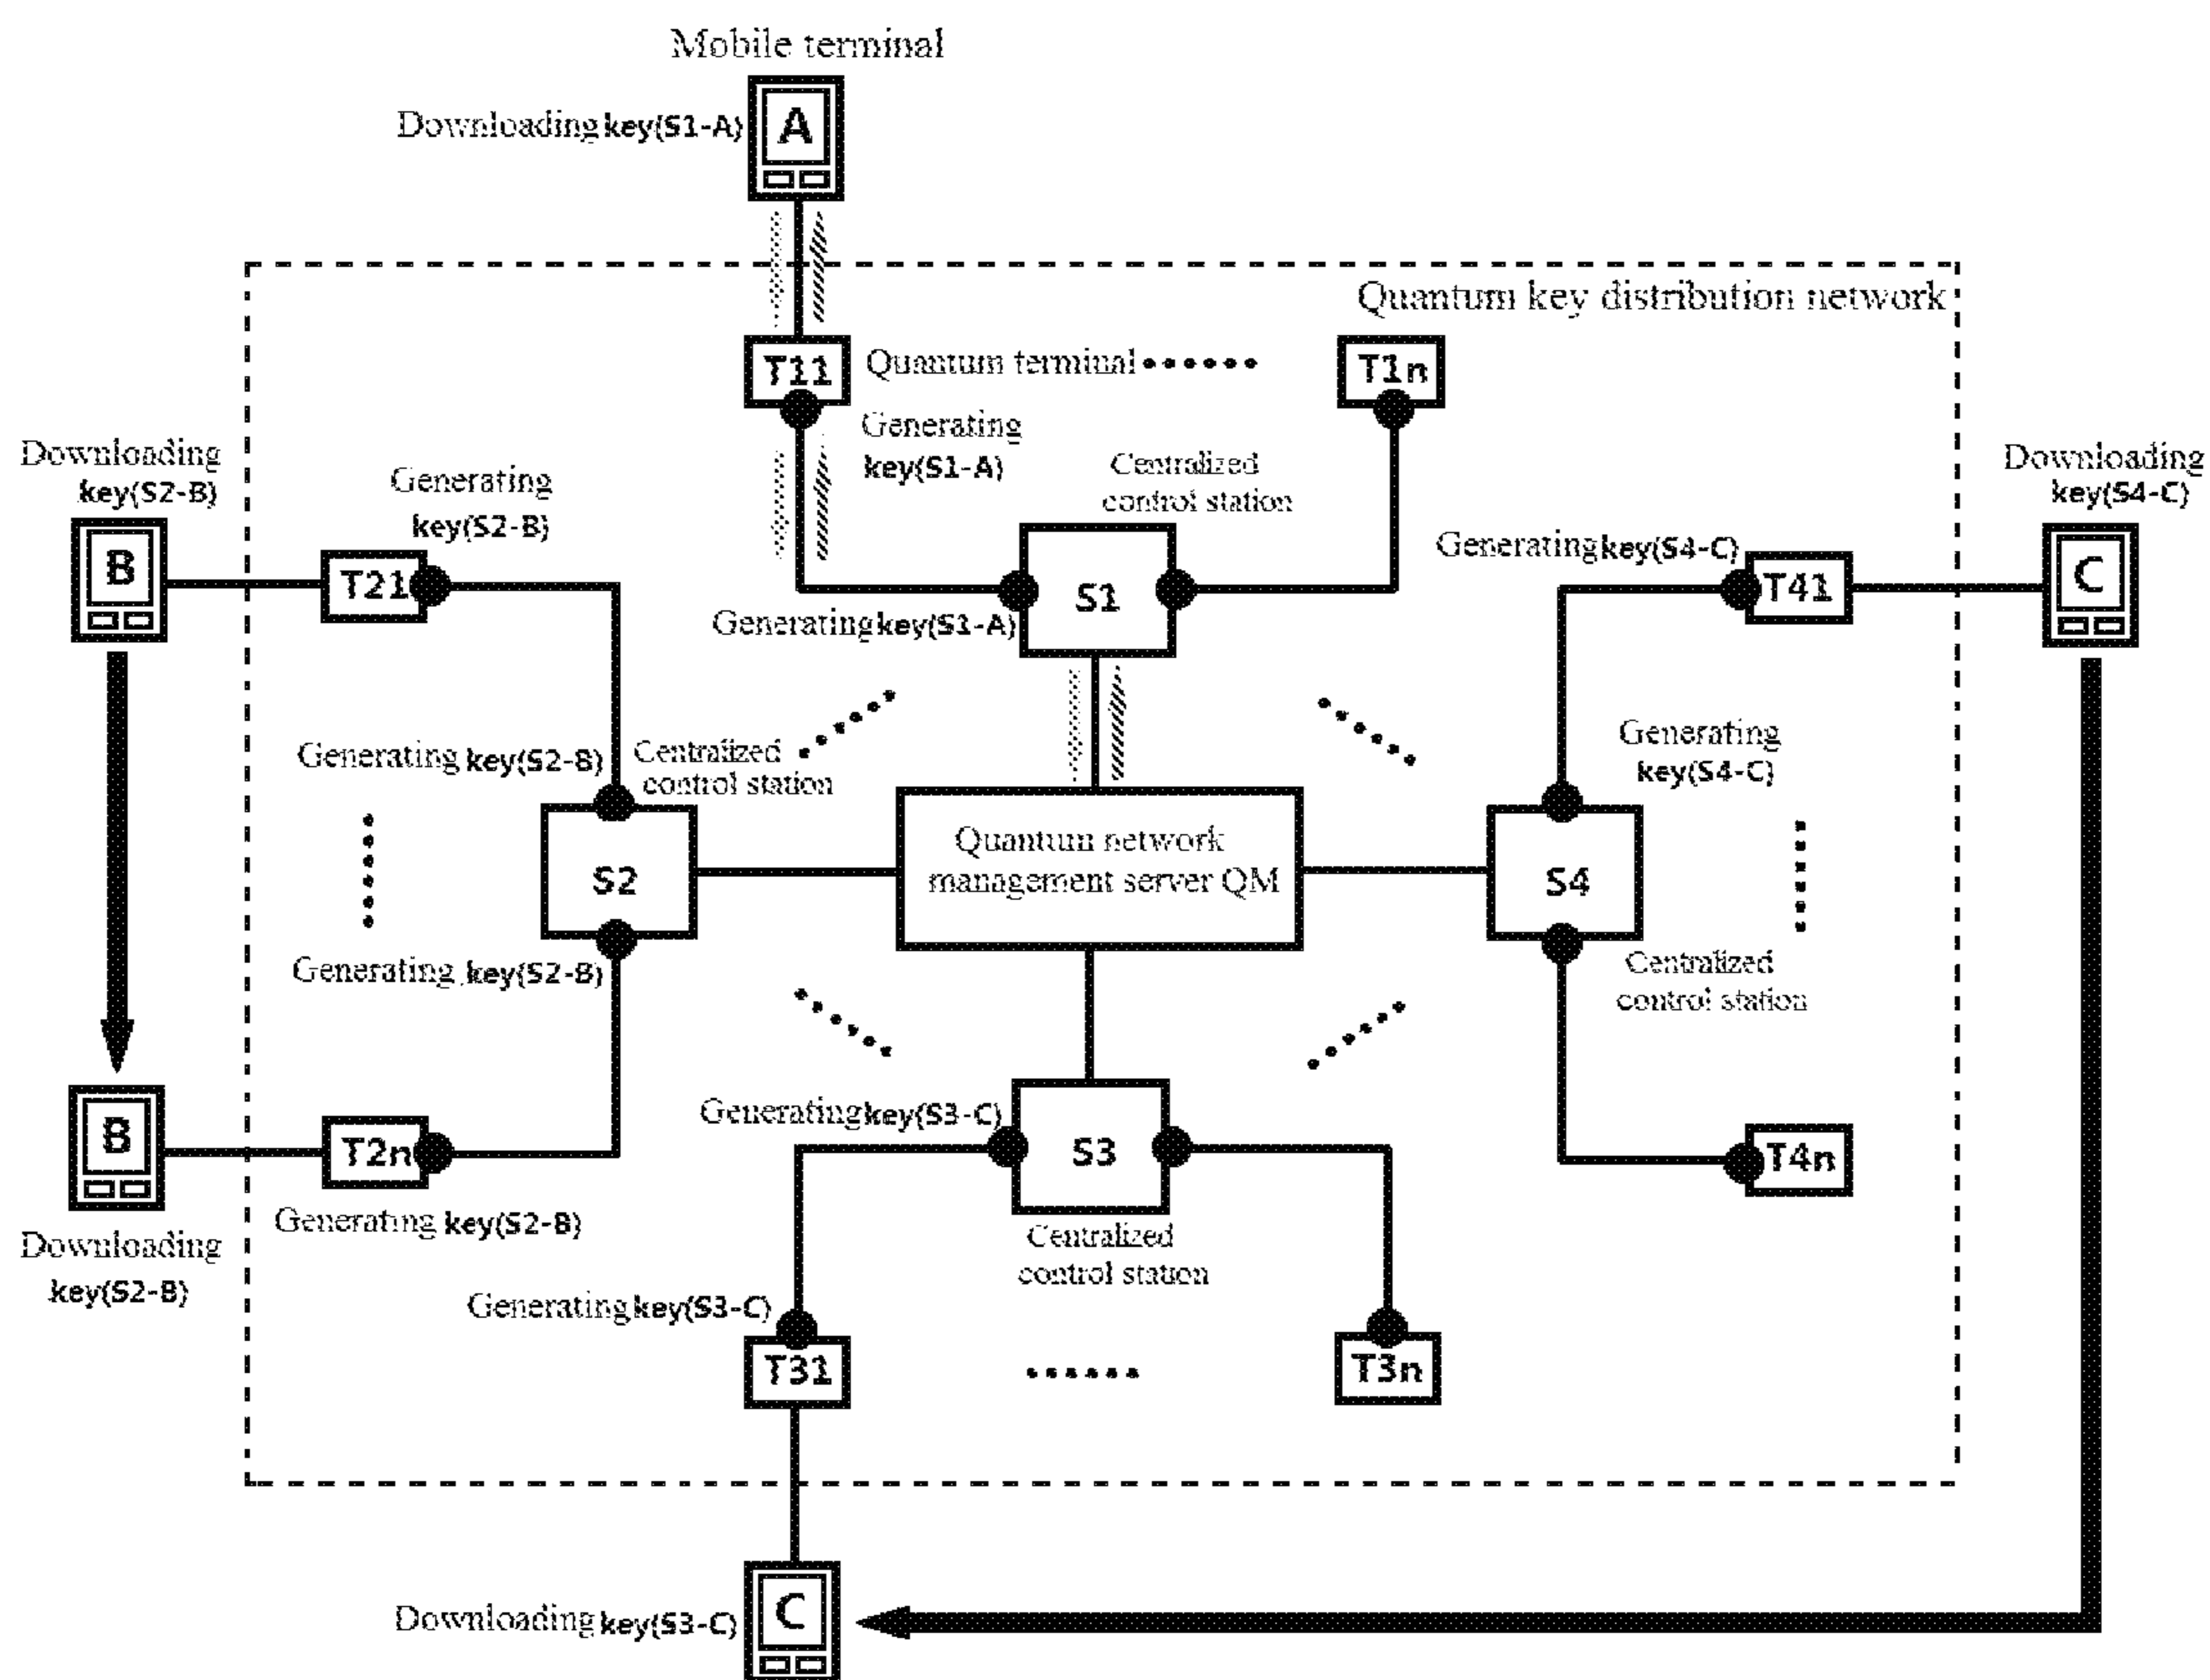 Mobile terminal
Downloading key(S1-A)
A
Quantum key distribution network
T11
Quantum terminal
T1n
Generating
key(S1-A)
Centralized
control station
Downloading
key(S2-B)
Generating
key(S2-B)
Downloading
key(S4-C)
B
T21
S1
Generating key(S1-A)
Generating key(S4-C)
T41
C
Generating key(S2-B)
Centralized
control station
Generating
key(S4-C)
Quantum network
management server QM
S2
S4
Generating key(S2-B)
Centralized
control station
B
T2n
Generating key(S3-C)
S3
T4n
Generating key(S2-B)
Downloading
key(S2-B)
Centralized
control station
Generating key(S3-C)
T31
T3n
Downloading key(S3-C)
C